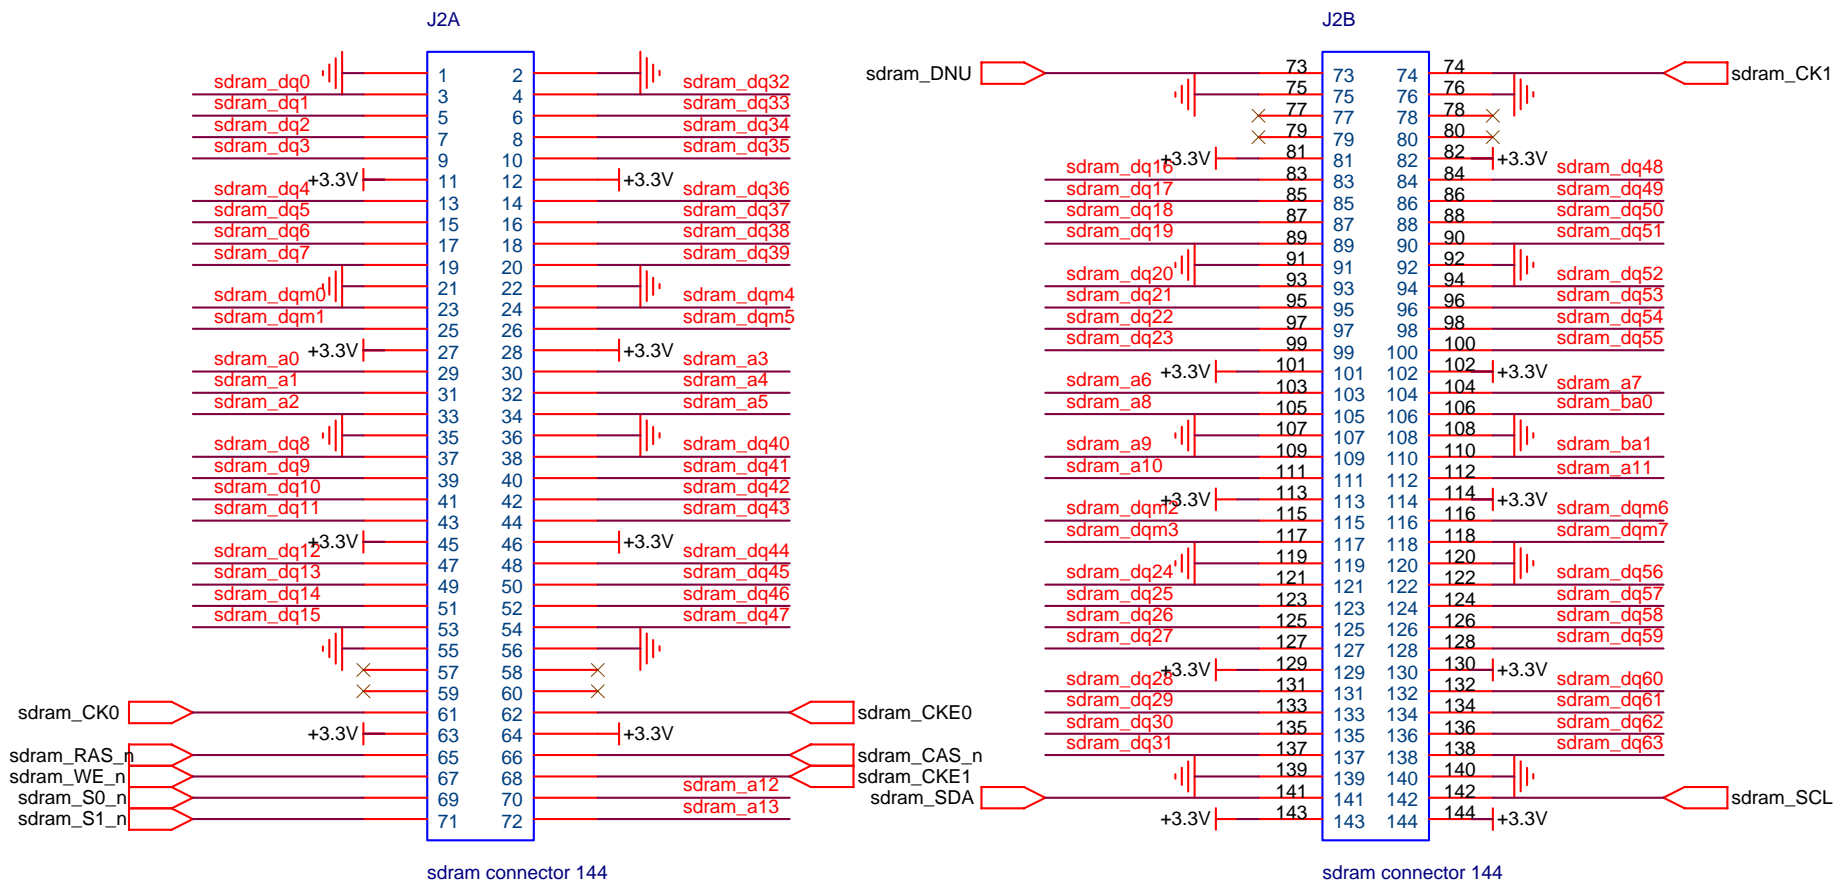 J2A
1 2
sdram_dq0 3 4 sdram_dq32
sdram_dq1 5 6 sdram_dq33
sdram_dq2 7 8 sdram_dq34
sdram_dq3 9 10 sdram_dq35
+3.3V 11 12 +3.3V
sdram_dq4 13 14 sdram_dq36
sdram_dq5 15 16 sdram_dq37
sdram_dq6 17 18 sdram_dq38
sdram_dq7 19 20 sdram_dq39
21 22
sdram_dqm0 23 24 sdram_dqm4
sdram_dqm1 25 26 sdram_dqm5
+3.3V 27 28 +3.3V
sdram_a0 29 30 sdram_a3
sdram_a1 31 32 sdram_a4
sdram_a2 33 34 sdram_a5
35 36
sdram_dq8 37 38 sdram_dq40
sdram_dq9 39 40 sdram_dq41
sdram_dq10 41 42 sdram_dq42
sdram_dq11 43 44 sdram_dq43
+3.3V 45 46 +3.3V
sdram_dq12 47 48 sdram_dq44
sdram_dq13 49 50 sdram_dq45
sdram_dq14 51 52 sdram_dq46
sdram_dq15 53 54 sdram_dq47
55 56
57 58
59 60
sdram_CK0 61 62 sdram_CKE0
+3.3V 63 64 +3.3V
sdram_RAS_n 65 66 sdram_CAS_n
sdram_WE_n 67 68 sdram_CKE1
sdram_S0_n 69 70 sdram_a12
sdram_S1_n 71 72 sdram_a13
sdram connector 144
J2B
sdram_DNU 73 73 74 74 sdram_CK1
75 75 76 76
77 77 78 78
79 79 80 80
+3.3V 81 81 82 82 +3.3V
sdram_dq16 83 83 84 84 sdram_dq48
sdram_dq17 85 85 86 86 sdram_dq49
sdram_dq18 87 87 88 88 sdram_dq50
sdram_dq19 89 89 90 90 sdram_dq51
91 91 92 92
sdram_dq20 93 93 94 94 sdram_dq52
sdram_dq21 95 95 96 96 sdram_dq53
sdram_dq22 97 97 98 98 sdram_dq54
sdram_dq23 99 99 100 100 sdram_dq55
+3.3V 101 101 102 102 +3.3V
sdram_a6 103 103 104 104 sdram_a7
sdram_a8 105 105 106 106 sdram_ba0
107 107 108 108
sdram_a9 109 109 110 110 sdram_ba1
sdram_a10 111 111 112 112 sdram_a11
+3.3V 113 113 114 114 +3.3V
sdram_dqm2 115 115 116 116 sdram_dqm6
sdram_dqm3 117 117 118 118 sdram_dqm7
119 119 120 120
sdram_dq24 121 121 122 122 sdram_dq56
sdram_dq25 123 123 124 124 sdram_dq57
sdram_dq26 125 125 126 126 sdram_dq58
sdram_dq27 127 127 128 128 sdram_dq59
+3.3V 129 129 130 130 +3.3V
sdram_dq28 131 131 132 132 sdram_dq60
sdram_dq29 133 133 134 134 sdram_dq61
sdram_dq30 135 135 136 136 sdram_dq62
sdram_dq31 137 137 138 138 sdram_dq63
139 139 140 140
sdram_SDA 141 141 142 142 sdram_SCL
+3.3V 143 143 144 144 +3.3V
sdram connector 144